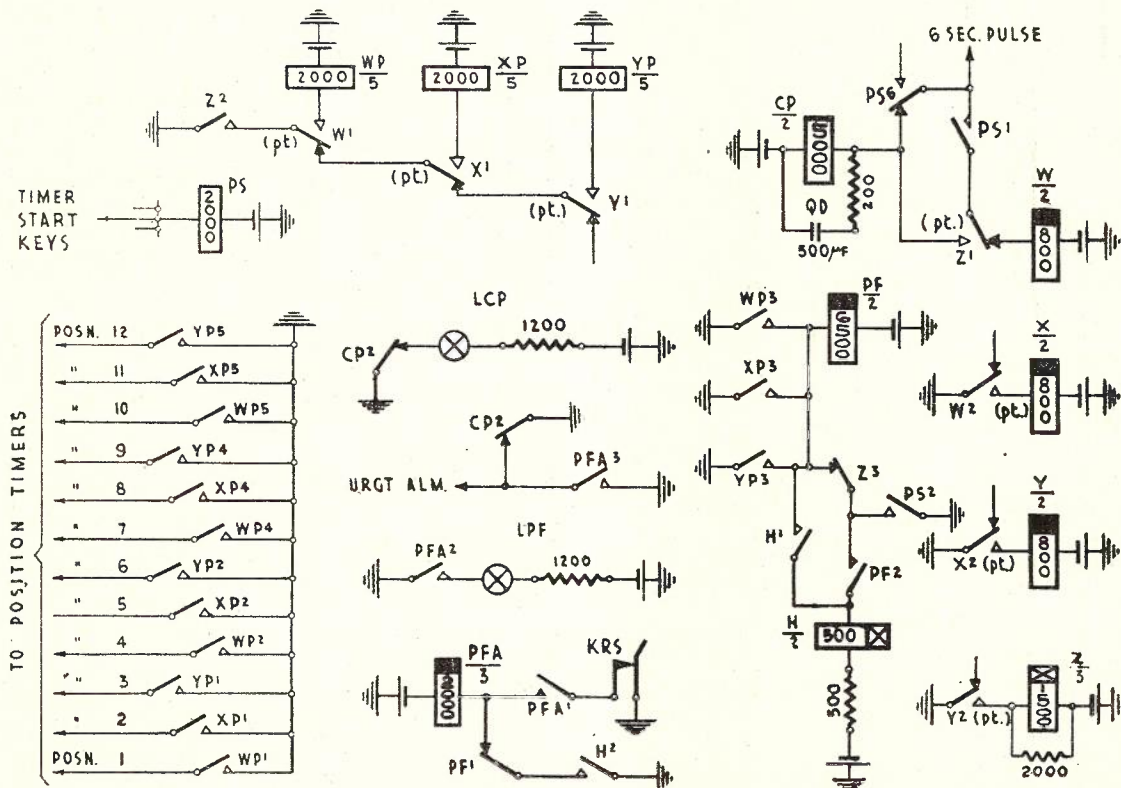 WP
5
2000
XP
5
2000
YP
5
2000
Z2
W1
(pt)
X1
(pt)
Y1
(pt.)
TIMER
START
KEYS
PS
2000
6 SEC. PULSE
PS6
PS1
CP
2
200
QD
500μF
(pt.)
Z1
W
2
800
LCP
1200
CP2
CP2
PFA3
URGT ALM.
LPF
PFA2
1200
PFA
3
KRS
PFA1
PF1
H2
WP3
PF
2
XP3
YP3
Z3
PS2
H1
PF2
H
2
500
500
X
2
800
W2
(pt.)
Y
2
800
X2
(pt)
Z
3
Y2
(pt.)
2000
TO POSITION TIMERS
POSN. 12 YP5
" 11 XP5
" 10 WP5
" 9 YP4
" 8 XP4
" 7 WP4
" 6 YP2
" 5 XP2
" 4 WP2
" 3 YP1
" 2 XP1
POSN. 1 WP1